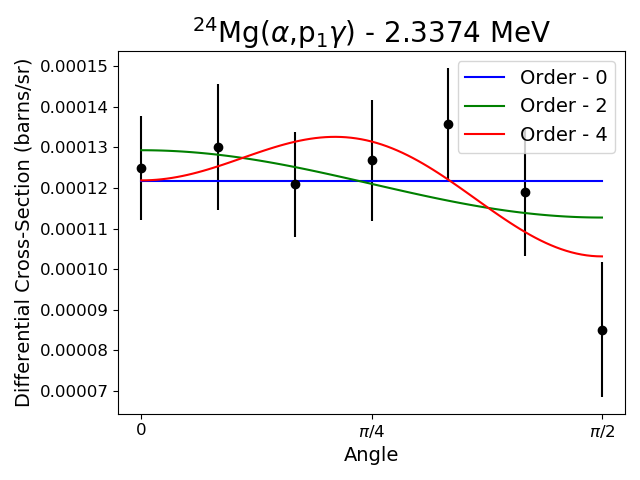 ²⁴Mg(α,p₁γ) - 2.3374 MeV
Differential Cross-Section (barns/sr)
0.00015
0.00014
0.00013
0.00012
0.00011
0.00010
0.00009
0.00008
0.00007
Order - 0
Order - 2
Order - 4
0 π/4 π/2
Angle